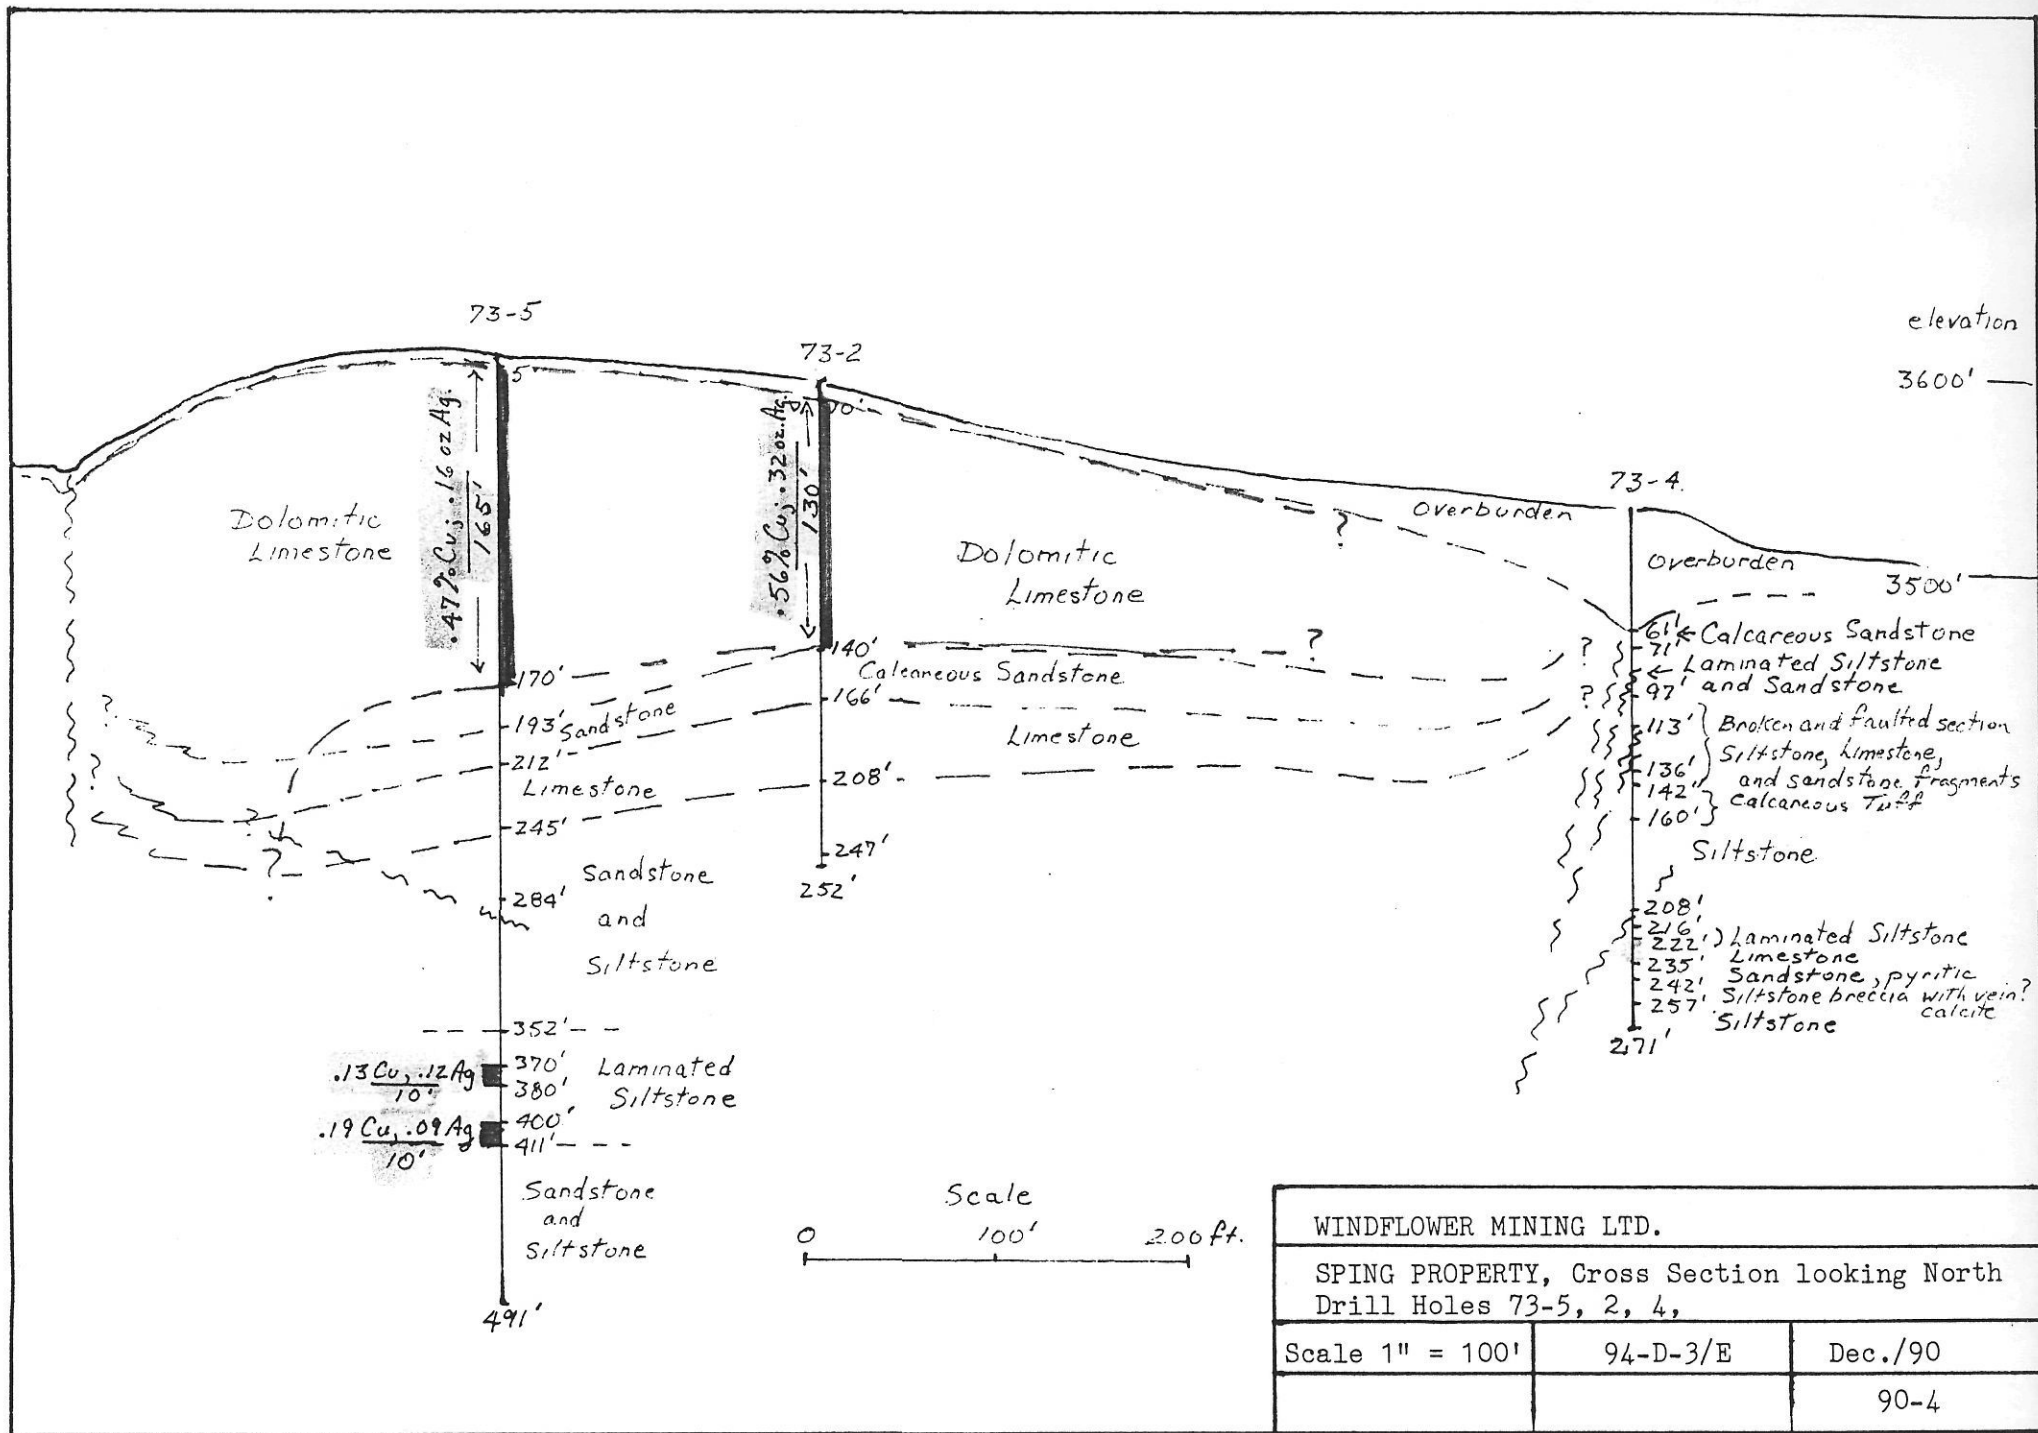 73-5
73-2
elevation
3600'
5'
10'
.47% Cu; .16 oz Ag.
165'
.56% Cu; .32 oz. Ag.
130'
73-4.
Overburden
Dolomitic
Limestone
?
Dolomitic
Limestone
Overburden
3500'
61' ← Calcareous Sandstone
71'
← Laminated Siltstone
97' and Sandstone
?
?
?
140'
Calcareous Sandstone
170'
166'
193' Sandstone
212'
Limestone
Limestone
208'
245'
247'
252'
113' Broken and faulted section
Siltstone, Limestone,
136' and sandstone fragments
142' Calcareous Tuff
160'
Siltstone
?
?
?
?
Sandstone
284'
and
Siltstone
208'
216'
222' ) Laminated Siltstone
Limestone
235'
Sandstone, pyritic
242'
Siltstone breccia with vein?
calcite
257'
Siltstone
271'
352'
.13 Cu, .12 Ag
10'
370' Laminated
380' Siltstone
.19 Cu, .09 Ag
10'
400'
411'
Sandstone
and
Siltstone
491'
Scale
0 100' 200 ft.
WINDFLOWER MINING LTD.
SPING PROPERTY, Cross Section looking North
Drill Holes 73-5, 2, 4,
Scale 1" = 100' 94-D-3/E Dec./90
90-4